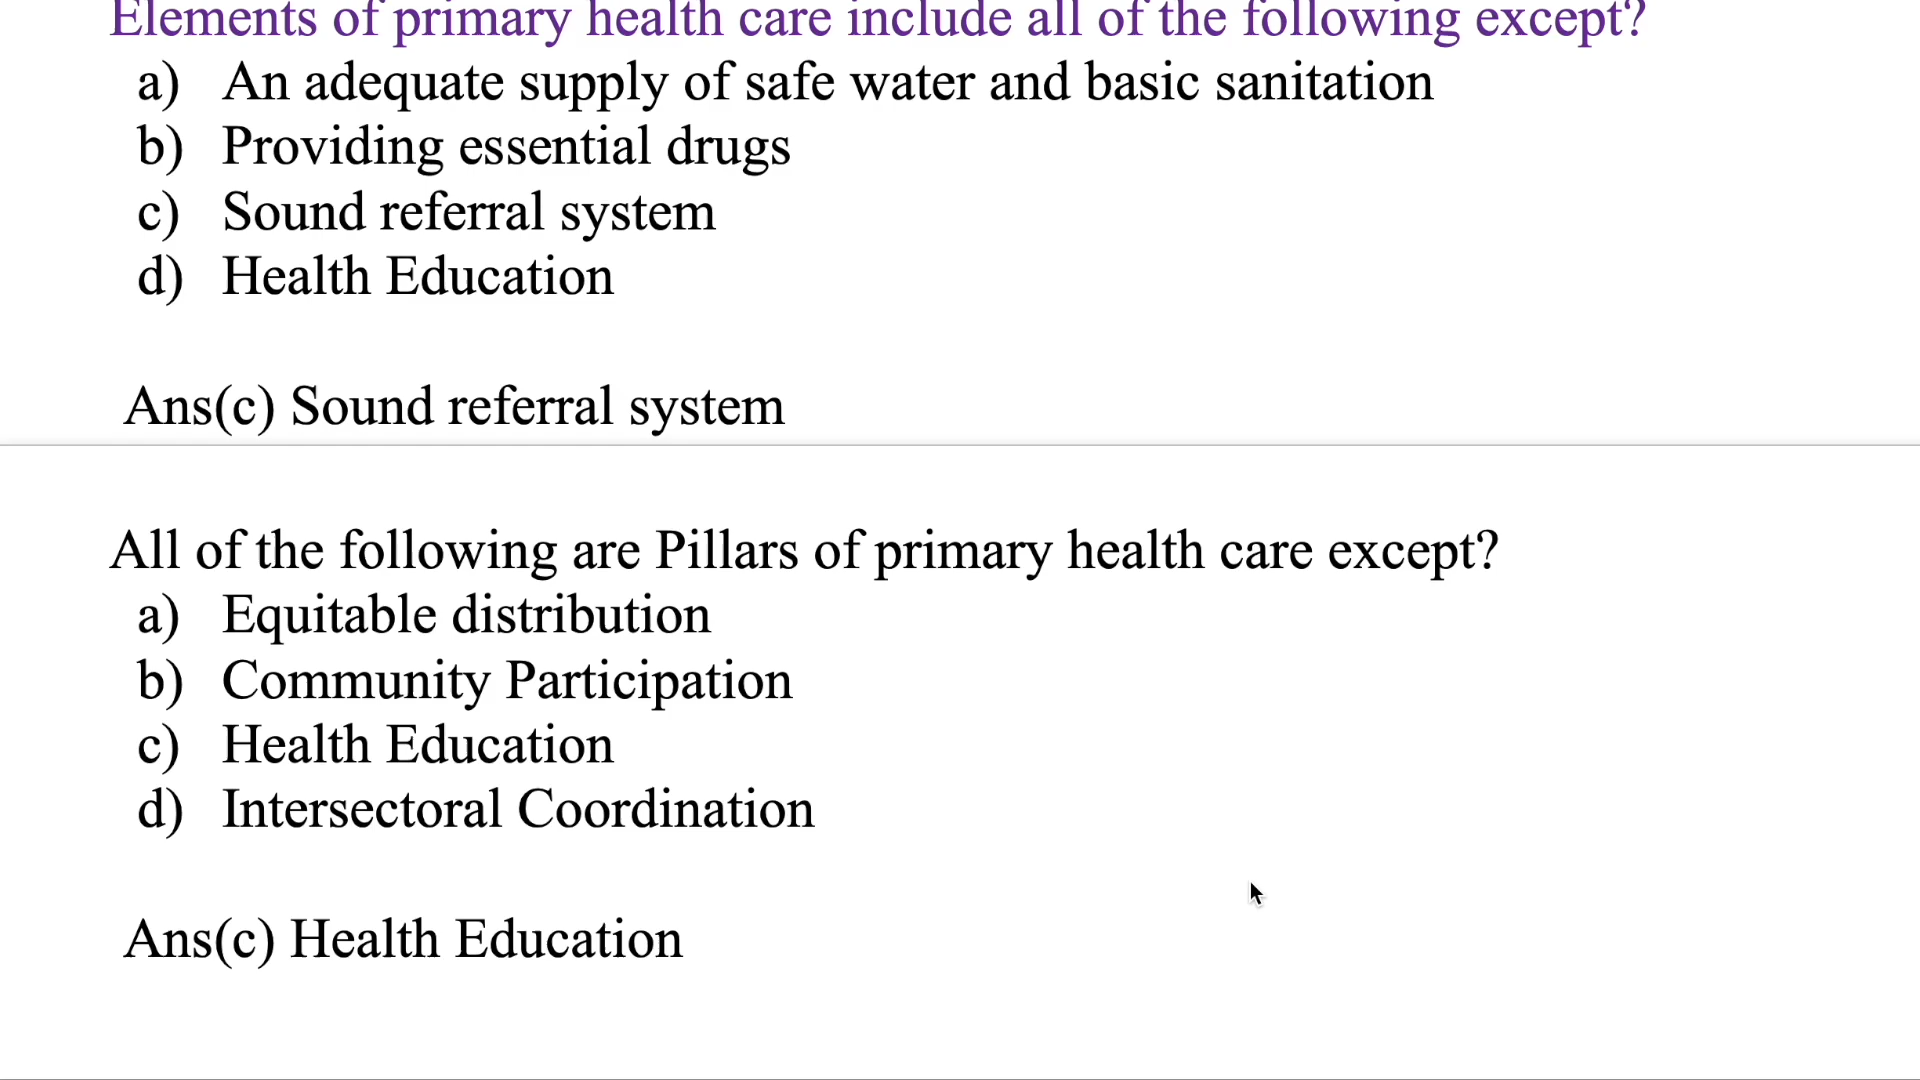 Elements of primary health care include all of the following except?
a) An adequate supply of safe water and basic sanitation
b) Providing essential drugs
c) Sound referral system
d) Health Education
Ans(c) Sound referral system
All of the following are Pillars of primary health care except?
a) Equitable distribution
b) Community Participation
c) Health Education
d) Intersectoral Coordination
Ans(c) Health Education